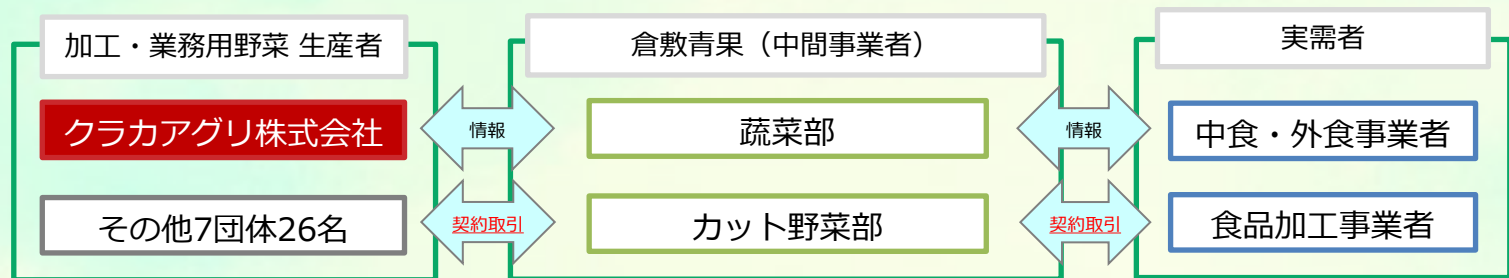 加工・業務用野菜 生産者
クラカアグリ株式会社
その他7団体26名
情報
契約取引
倉敷青果（中間事業者）
蔬菜部
カット野菜部
情報
契約取引
実需者
中食・外食事業者
食品加工事業者